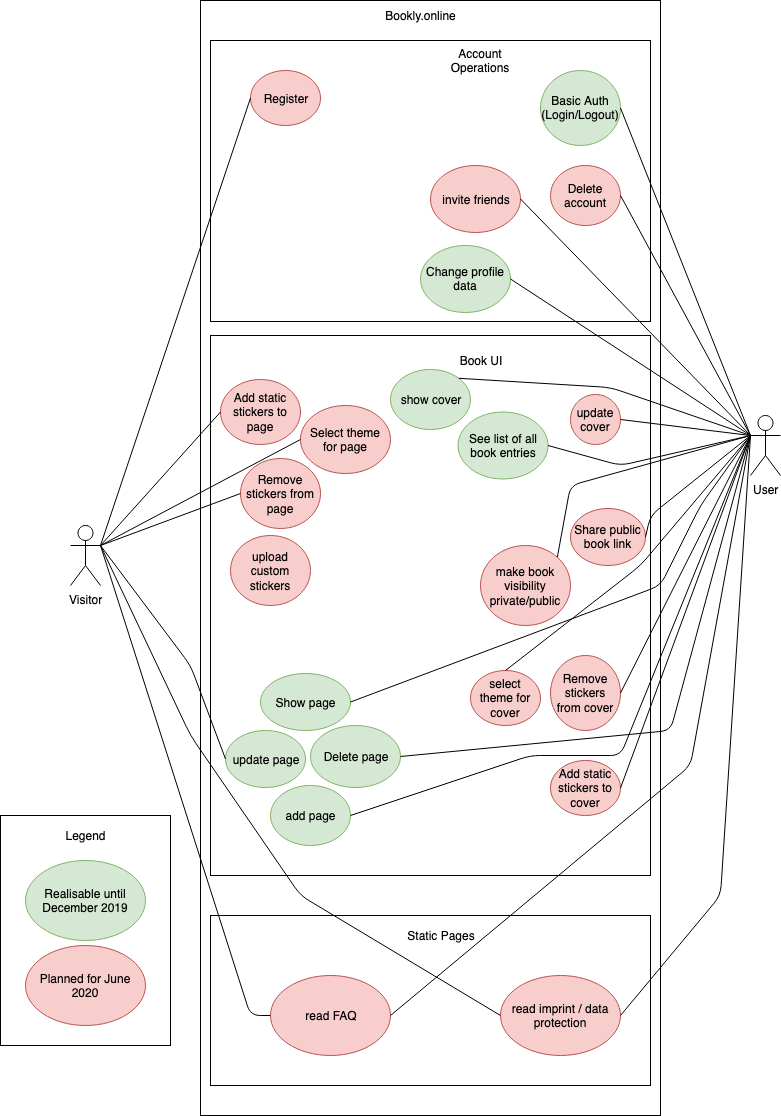 Bookly.online
Account
Operations
Register
Basic Auth
(Login/Logout)
invite friends
Delete
account
Change profile
data
Book UI
Add static
stickers to
page
show cover
update
cover
Select theme
for page
See list of all
book entries
Remove
stickers from
page
Share public
book link
upload
custom
stickers
make book
visibility
private/public
User
Visitor
Show page
select
theme for
cover
Remove
stickers
from cover
update page
Delete page
Add static
stickers to
cover
add page
Legend
Realisable until
December 2019
Planned for June
2020
Static Pages
read FAQ
read imprint / data
protection